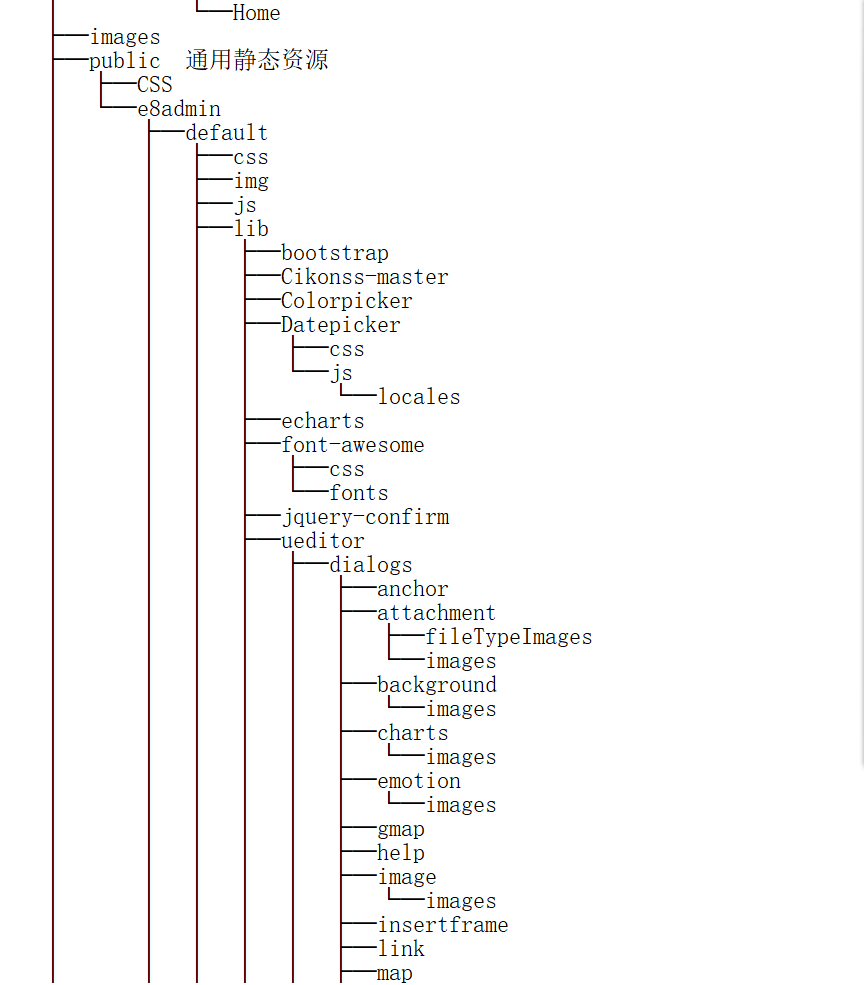 Home
images
public 通用静态资源
CSS
e8admin
default
css
img
js
lib
bootstrap
Cikonss-master
Colorpicker
Datepicker
css
js
locales
echarts
font-awesome
css
fonts
jquery-confirm
ueditor
dialogs
anchor
attachment
fileTypeImages
images
background
images
charts
images
emotion
images
gmap
help
image
images
insertframe
link
map